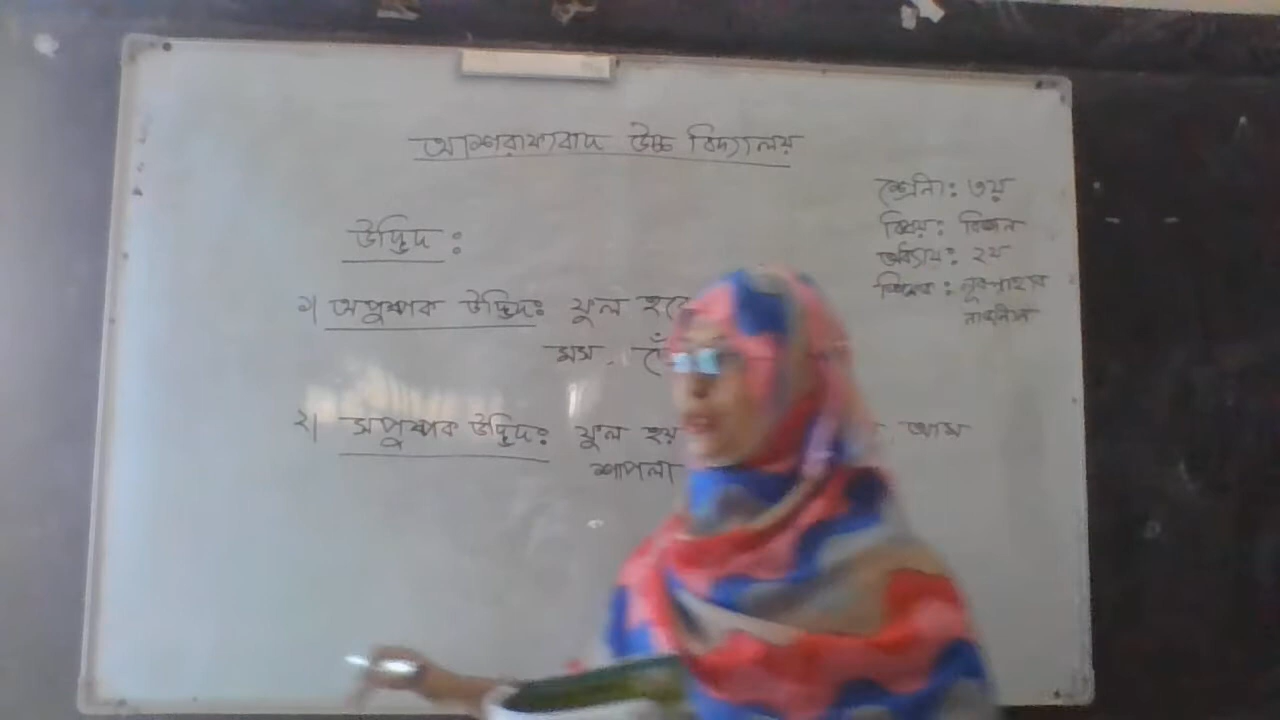 আশরাফাবাদ উচ্চ বিদ্যালয়
শ্রেনী: ৩য়
বিষয়: বিজ্ঞান
অধ্যায়: ২য়
শিক্ষক: নুরুন্নাহার
উদ্ভিদ:
১। অপুষ্পক উদ্ভিদঃ ফুল হয়
মস,
২। সপুষ্পক উদ্ভিদঃ ফুল হয় আম
শাপলা